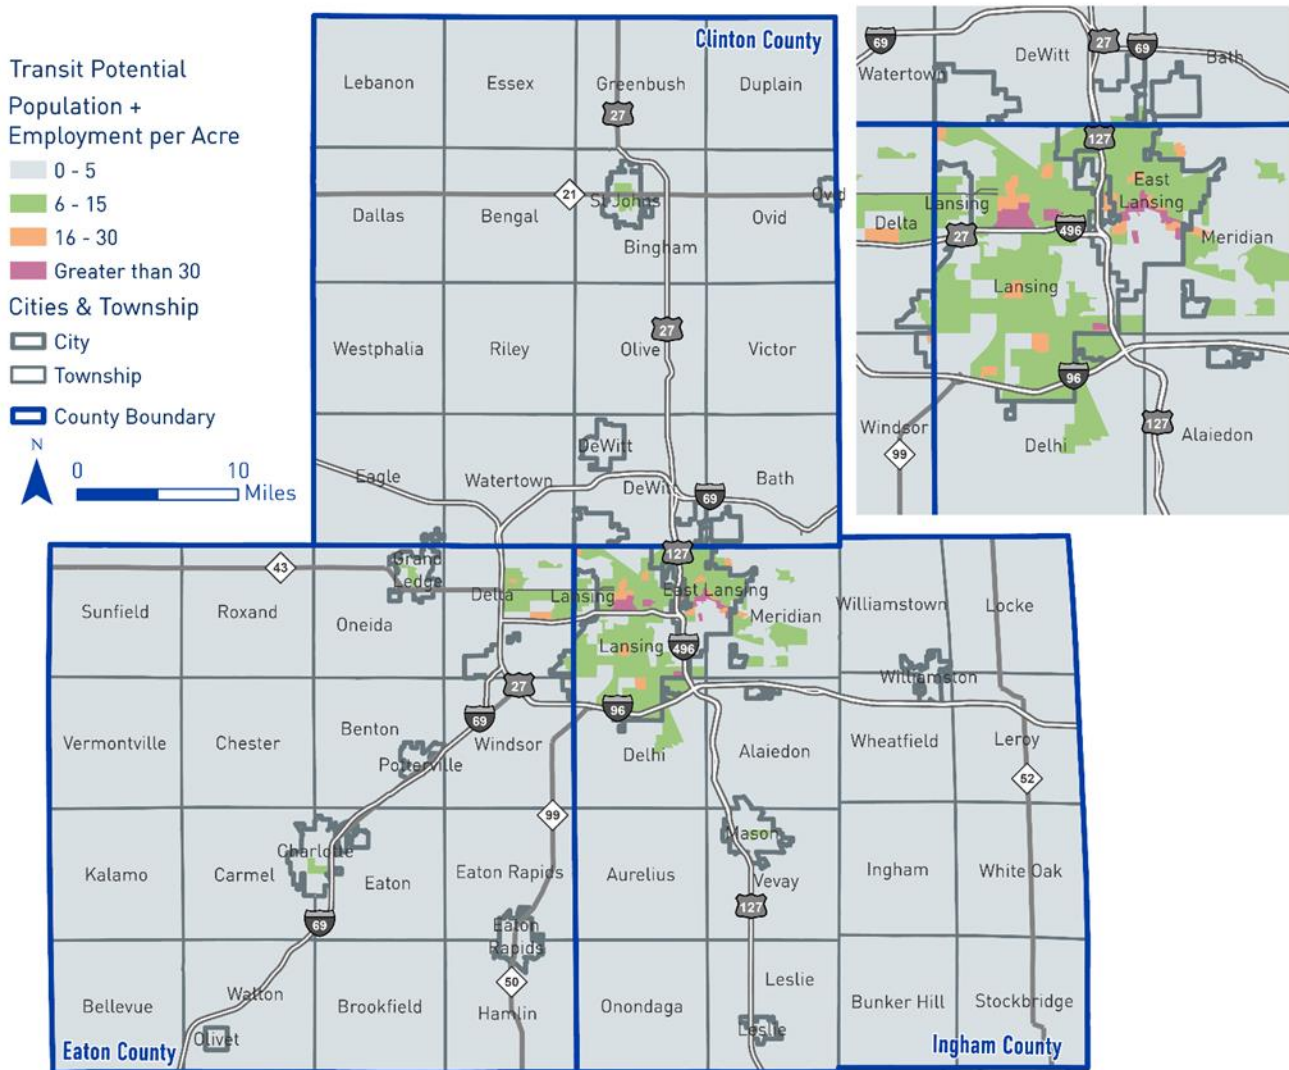 Transit Potential
Population +
Employment per Acre
0 - 5
6 - 15
16 - 30
Greater than 30
Cities & Township
City
Township
County Boundary
N
0 10
Miles
Clinton County
Lebanon Essex Greenbush Duplain
27
21 St Johns Ovid
Dallas Bengal Ovid
Bingham
27
Westphalia Riley Olive Victor
DeWitt
Eagle Watertown DeWitt Bath
69
127
43 Grand
Ledge
Sunfield Roxand Oneida Delta Lansing East Lansing Meridian Williamstown Locke
Lansing 496
Williamston
27
69 96
Vermontville Chester Benton Windsor Delhi Alaiedon Wheatfield Leroy
Potterville
52
99
Mason
Charlotte
Kalamo Carmel Eaton Eaton Rapids Aurelius Vevay Ingham White Oak
127
69
Eaton
Rapids
50
Bellevue Walton Brookfield Hamlin Onondaga Leslie Bunker Hill Stockbridge
Olivet Leslie
Eaton County Ingham County
69 27 69
DeWitt Bath
Watertown
127
East
Lansing Lansing
Delta
27 496 Meridian
Lansing
96
Windsor 127
Delhi Alaiedon
99